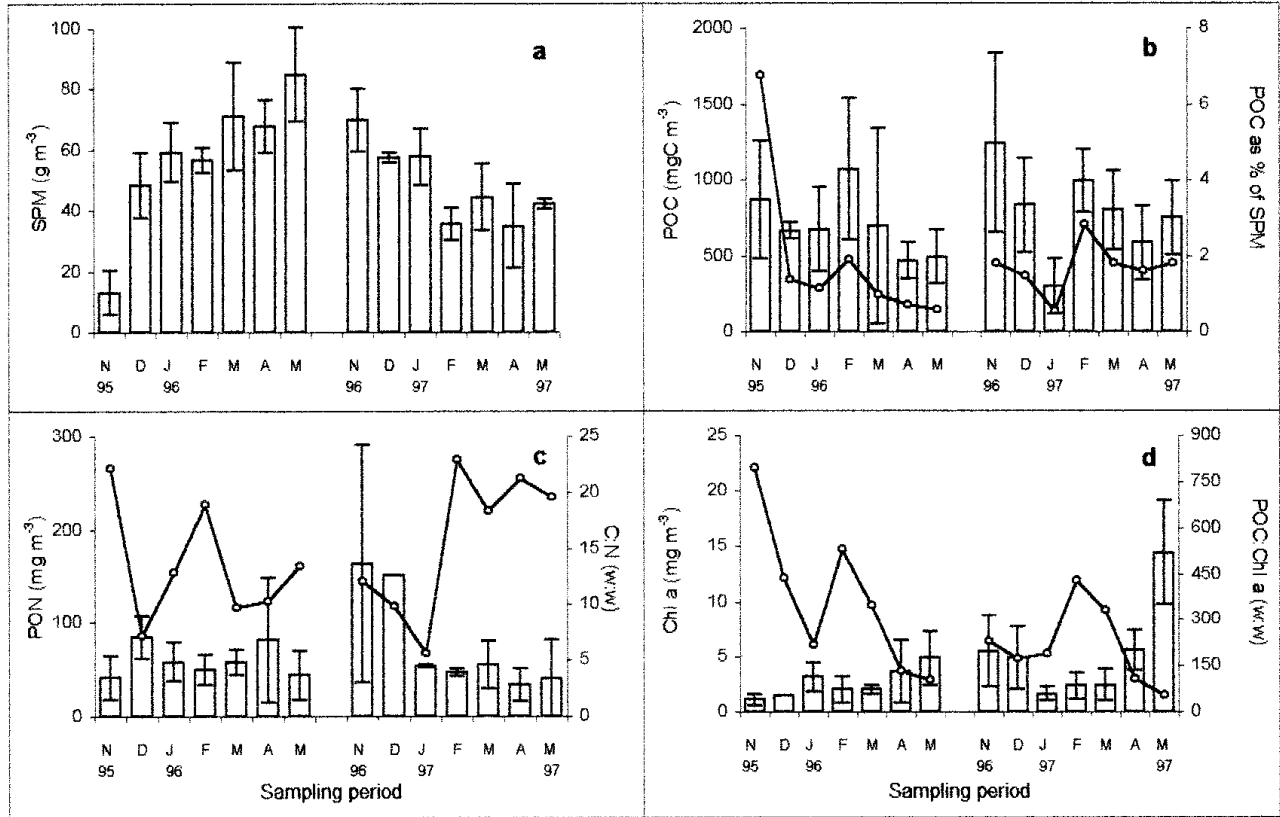 a
SPM (g m⁻³)
100
80
60
40
20
0
N D J F M A M N D J F M A M
95 96 96 97 97
b
POC (mgC m⁻³)
2000
1500
1000
500
0
8
6
4
2
0
POC as % of SPM
N D J F M A M N D J F M A M
95 96 96 97 97
c
PON (mg m⁻³)
300
200
100
0
25
20
15
10
5
0
C:N (w:w)
N D J F M A M N D J F M A M
95 96 96 97 97
Sampling period
d
Chl a (mg m⁻³)
25
20
15
10
5
0
900
750
600
450
300
150
0
POC:Chl a (w:w)
N D J F M A M N D J F M A M
95 96 96 97 97
Sampling period